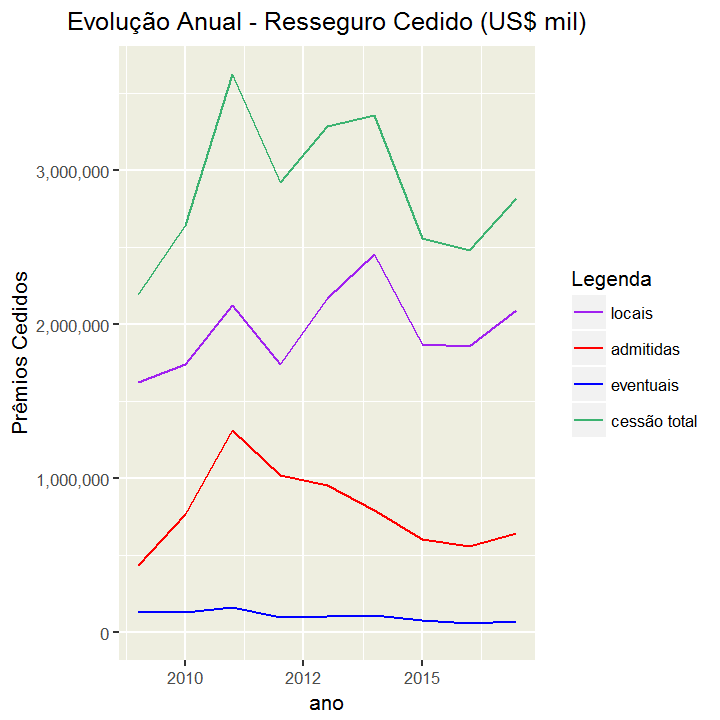 Evolução Anual - Resseguro Cedido (US$ mil)
Prêmios Cedidos
3,000,000
2,000,000
1,000,000
0
2010
2012
2015
ano
Legenda
locais
admitidas
eventuais
cessão total